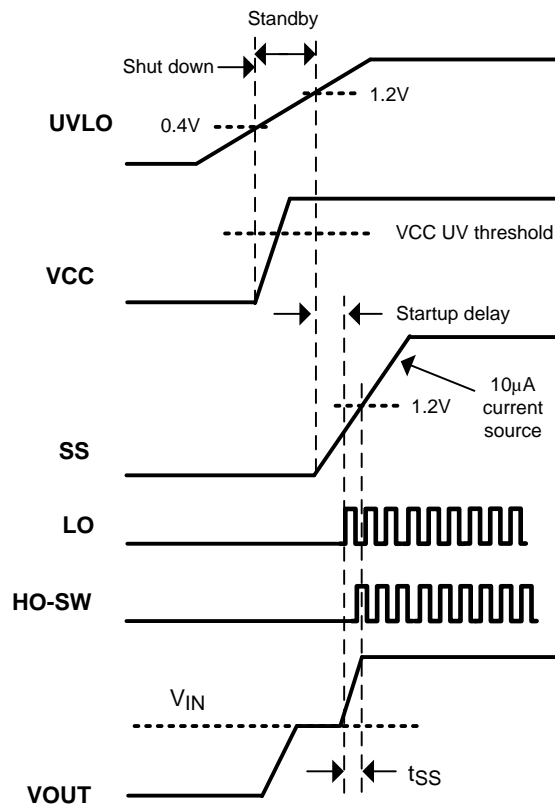 Standby
Shut down
1.2V
UVLO
0.4V
VCC UV threshold
VCC
Startup delay
10μA
current
source
1.2V
SS
LO
HO-SW
VIN
tSS
VOUT